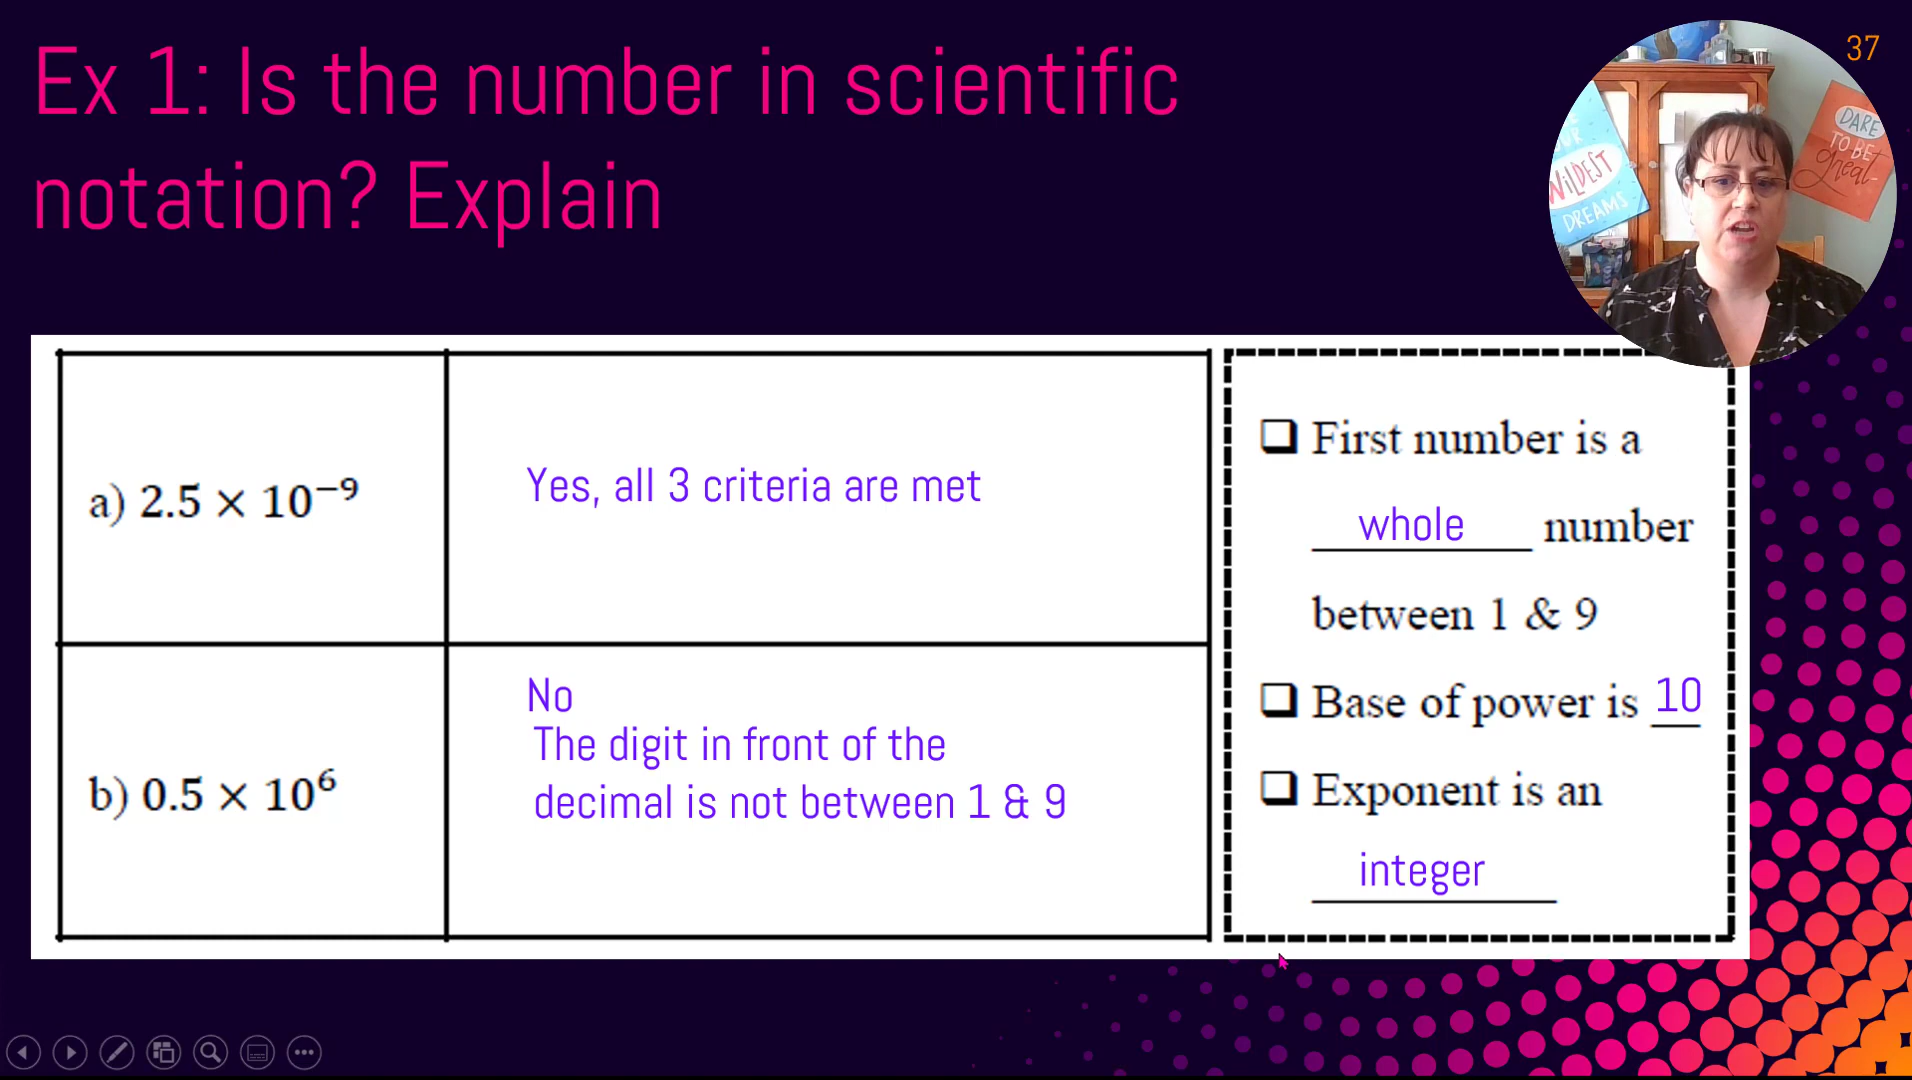 Ex 1: Is the number in scientific
notation? Explain
37
WILDEST
DREAMS
DARE
TO BE
great
a) 2.5 × 10⁻⁹
Yes, all 3 criteria are met
b) 0.5 × 10⁶
No
The digit in front of the
decimal is not between 1 & 9
❑ First number is a
whole number
between 1 & 9
❑ Base of power is 10
❑ Exponent is an
integer